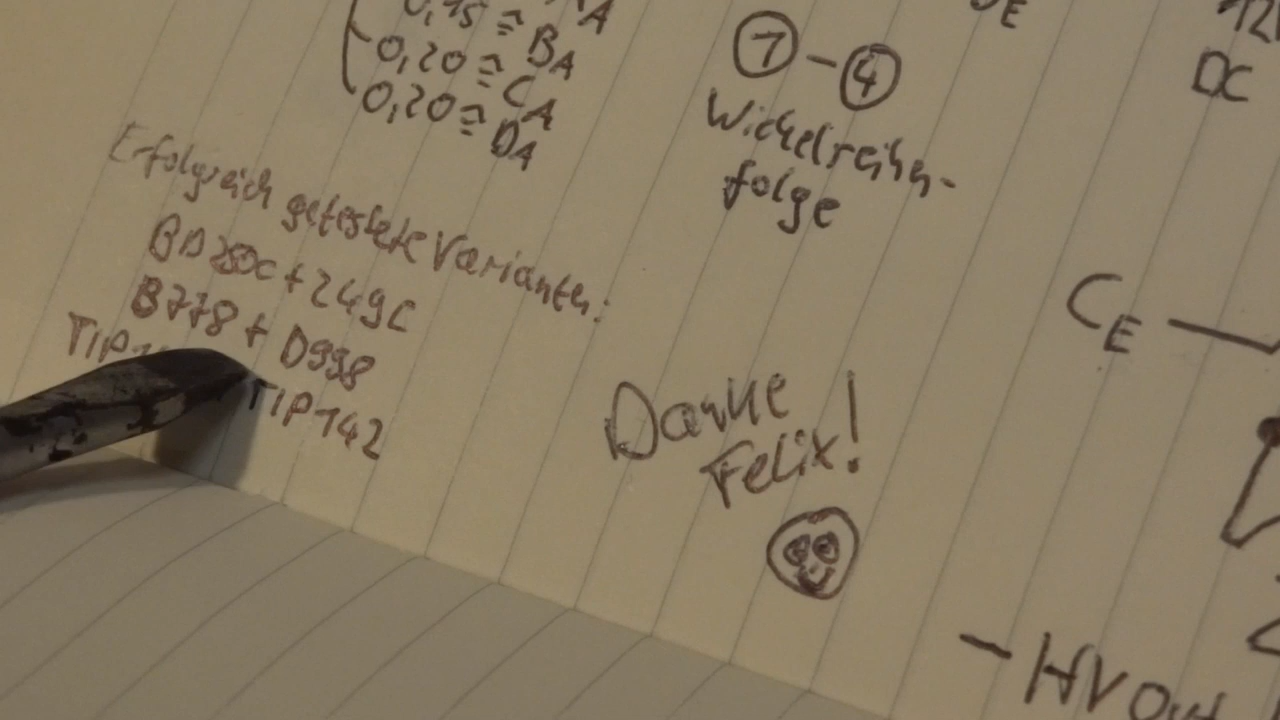 0,15 ≙ BA
0,20 ≙ CA
0,20 ≙ DA
7 - 4
Wickelreihen-
folge
DC
Erfolgreich getestete Varianten:
BD250C + 249C
B778 + D998
TIP142
CE
Danke
Felix!